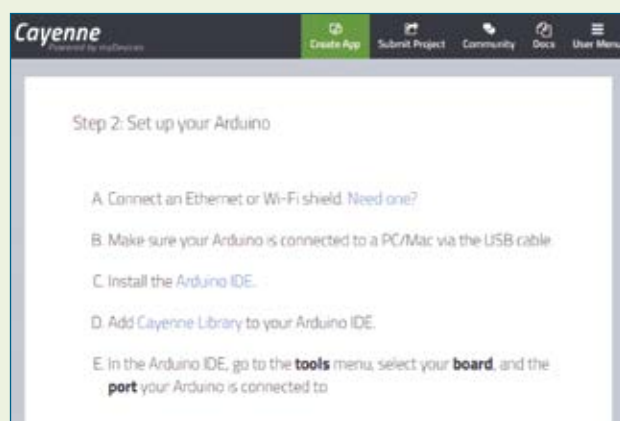 Cayenne
Powered by myDevices
Create App
Submit Project
Community
Docs
User Menu
Step 2: Set up your Arduino
A. Connect an Ethernet or Wi-Fi shield. Need one?
B. Make sure your Arduino is connected to a PC/Mac via the USB cable.
C. Install the Arduino IDE.
D. Add Cayenne Library to your Arduino IDE.
E. In the Arduino IDE, go to the tools menu, select your board, and the
port your Arduino is connected to